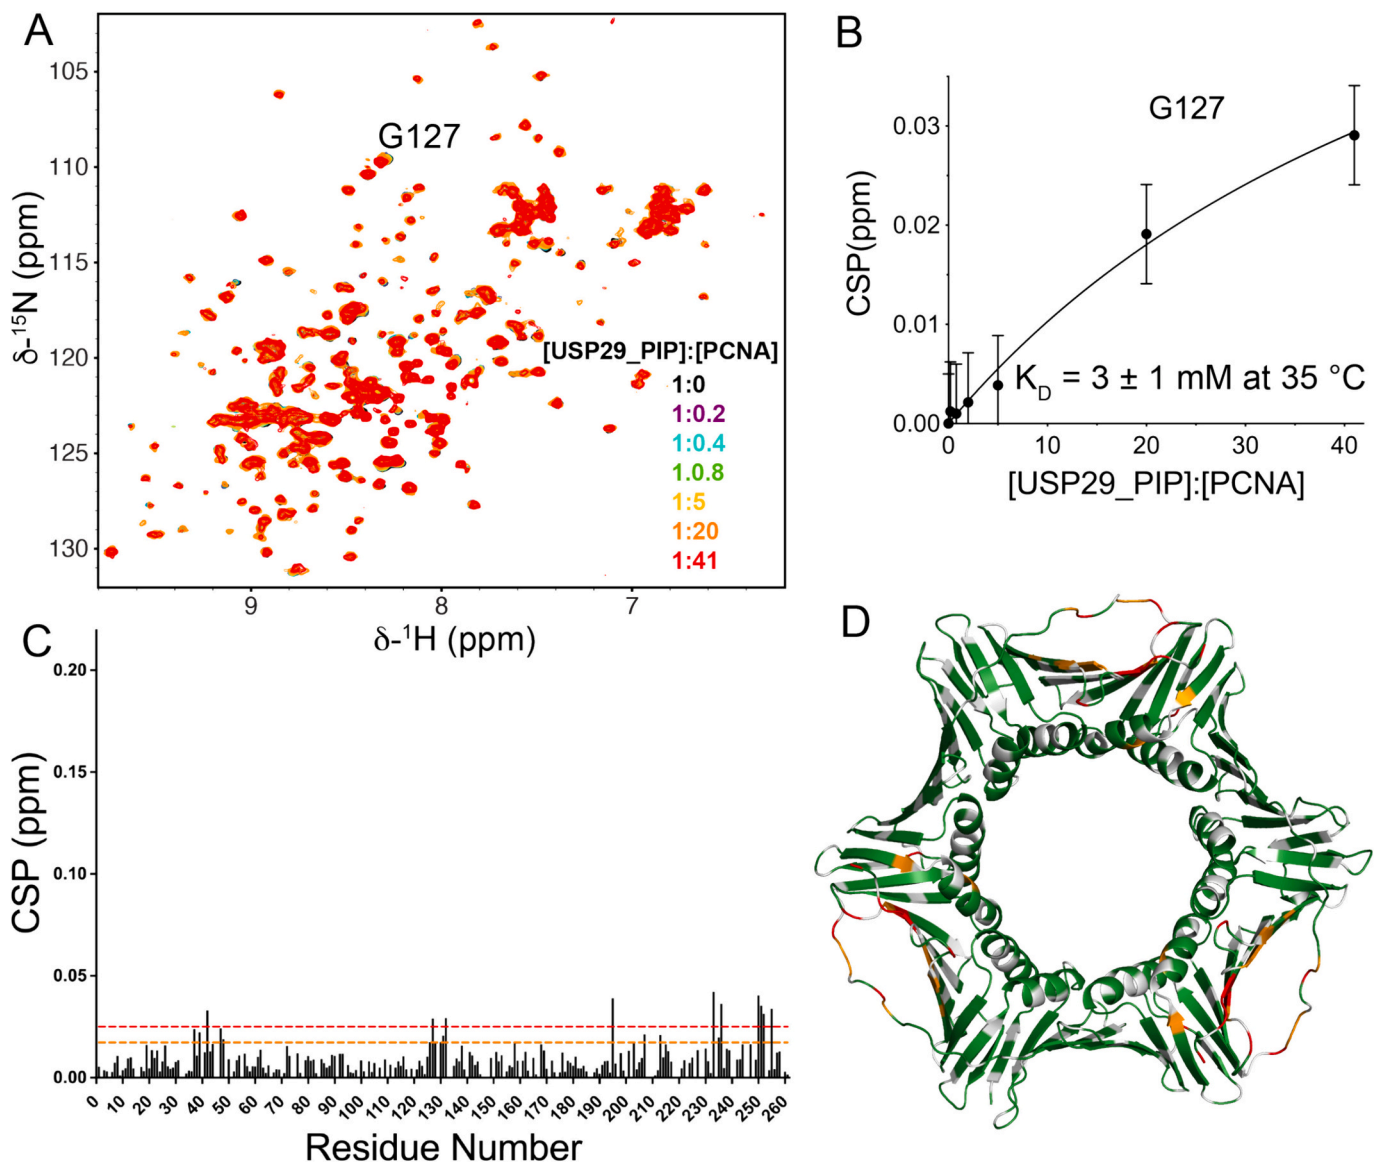 A
105
110
115
120
125
130
δ-¹⁵N (ppm)
G127
[USP29_PIP]:[PCNA]
1:0
1:0.2
1:0.4
1.0.8
1:5
1:20
1:41
9
8
7
δ-¹H (ppm)
B
G127
0.03
0.02
0.01
0.00
CSP(ppm)
K_D = 3 ± 1 mM at 35 °C
0
10
20
30
40
[USP29_PIP]:[PCNA]
C
0.20
0.15
0.10
0.05
0.00
CSP (ppm)
0 10 20 30 40 50 60 70 80 90 100 110 120 130 140 150 160 170 180 190 200 210 220 230 240 250 260
Residue Number
D